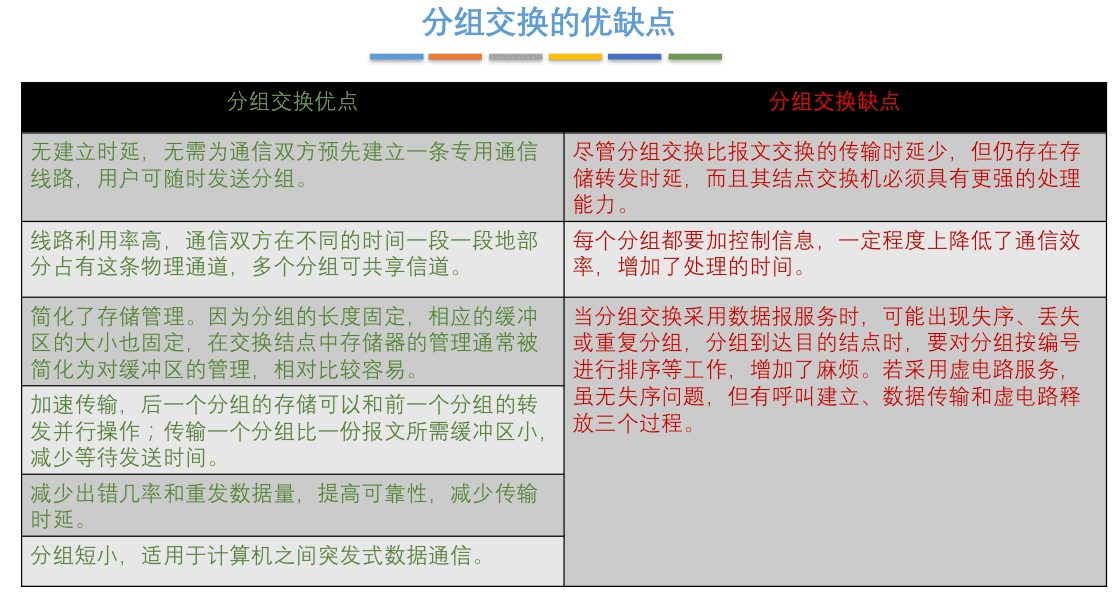 分组交换的优缺点
分组交换优点
分组交换缺点
无建立时延，无需为通信双方预先建立一条专用通信
线路，用户可随时发送分组。
尽管分组交换比报文交换的传输时延少，但仍存在存
储转发时延，而且其结点交换机必须具有更强的处理
能力。
线路利用率高，通信双方在不同的时间一段一段地部
分占有这条物理通道，多个分组可共享信道。
每个分组都要加控制信息，一定程度上降低了通信效
率，增加了处理的时间。
简化了存储管理。因为分组的长度固定，相应的缓冲
区的大小也固定，在交换结点中存储器的管理通常被
简化为对缓冲区的管理，相对比较容易。
当分组交换采用数据报服务时，可能出现失序、丢失
或重复分组，分组到达目的结点时，要对分组按编号
进行排序等工作，增加了麻烦。若采用虚电路服务，
虽无失序问题，但有呼叫建立、数据传输和虚电路释
放三个过程。
加速传输，后一个分组的存储可以和前一个分组的转
发并行操作；传输一个分组比一份报文所需缓冲区小，
减少等待发送时间。
减少出错几率和重发数据量，提高可靠性，减少传输
时延。
分组短小，适用于计算机之间突发式数据通信。